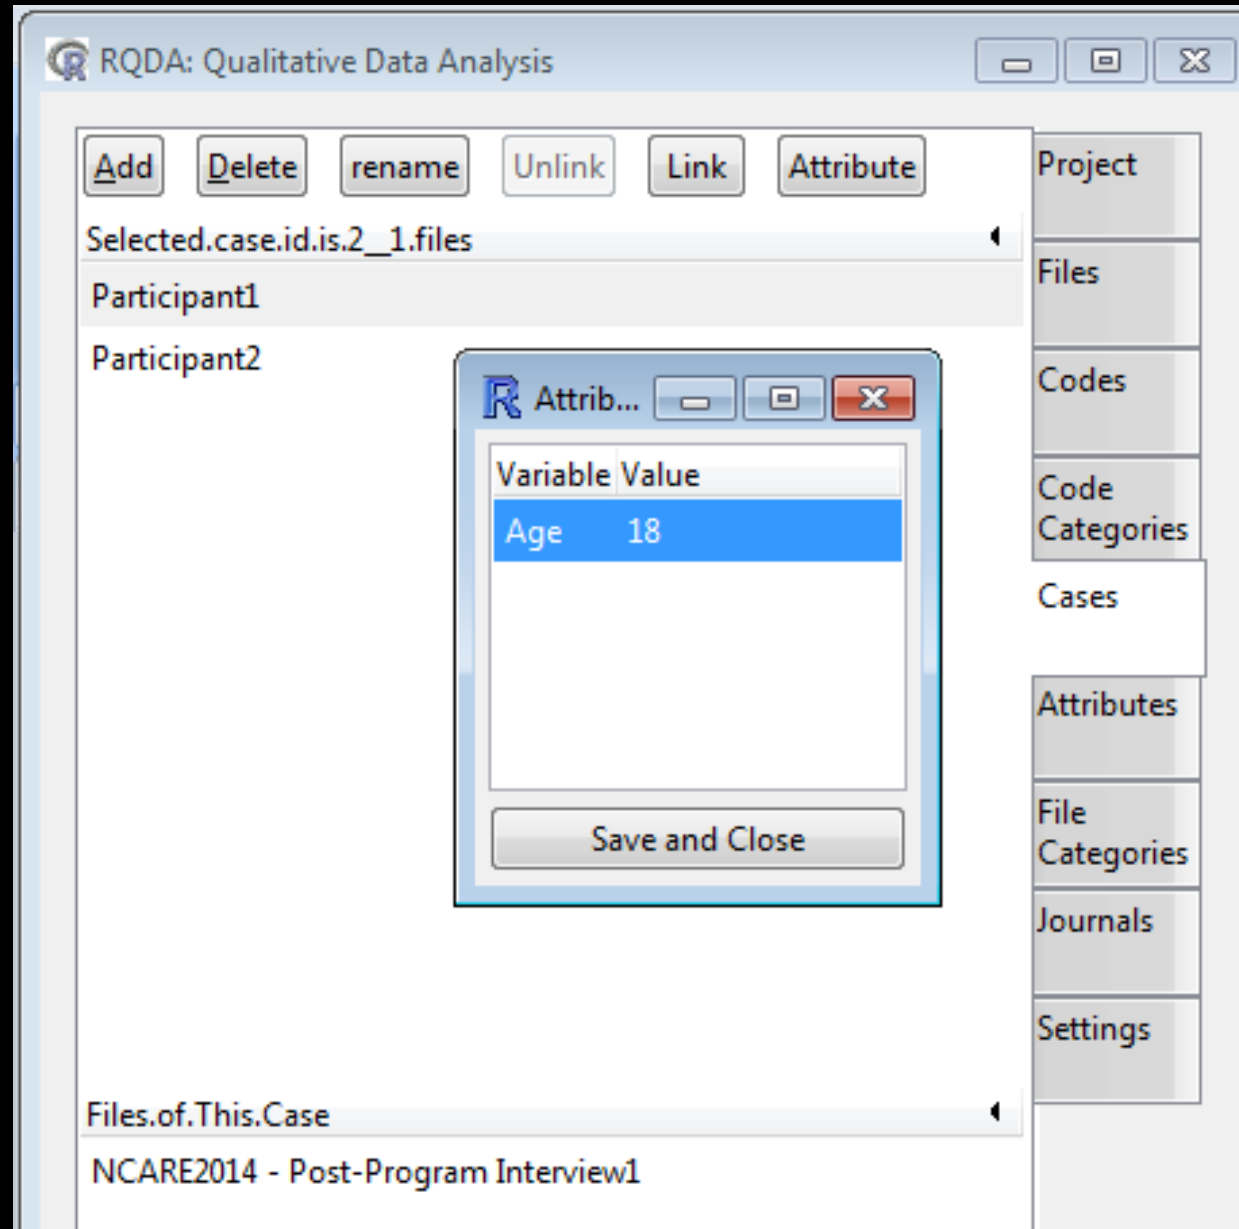 RQDA: Qualitative Data Analysis
Add Delete rename Unlink Link Attribute
Selected.case.id.is.2__1.files
Participant1
Participant2
Attrib...
Variable Value
Age 18
Save and Close
Files.of.This.Case
NCARE2014 - Post-Program Interview1
Project
Files
Codes
Code
Categories
Cases
Attributes
File
Categories
Journals
Settings